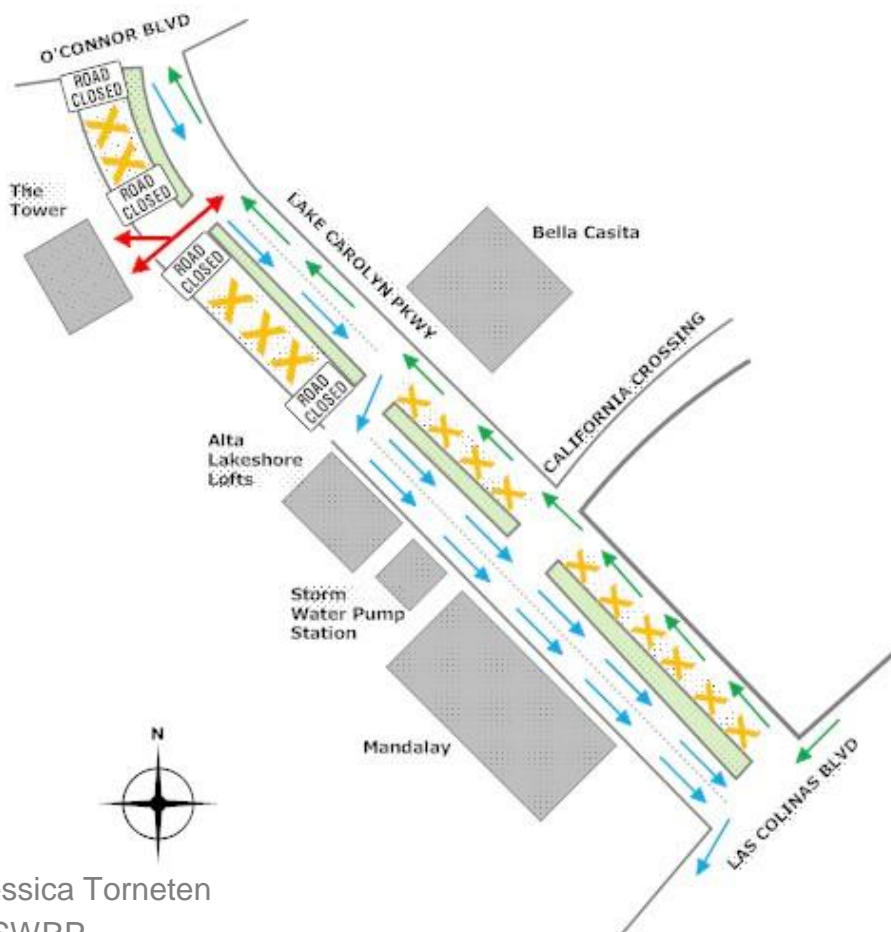 O'CONNOR BLVD
ROAD
CLOSED
ROAD
CLOSED
The
Tower
ROAD
CLOSED
LAKE CAROLYN PKWY
Bella Casita
ROAD
CLOSED
CALIFORNIA CROSSING
Alta
Lakeshore
Lofts
Storm
Water Pump
Station
Mandalay
N
LAS COLINAS BLVD
Torneten